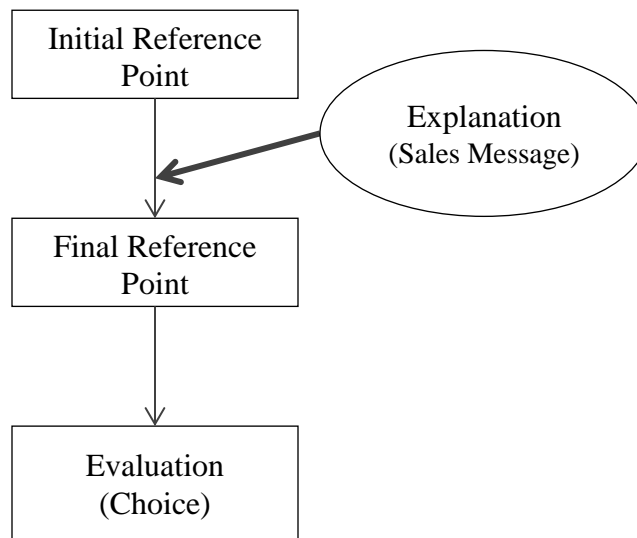 Initial Reference
Point
Explanation
(Sales Message)
Final Reference
Point
Evaluation
(Choice)